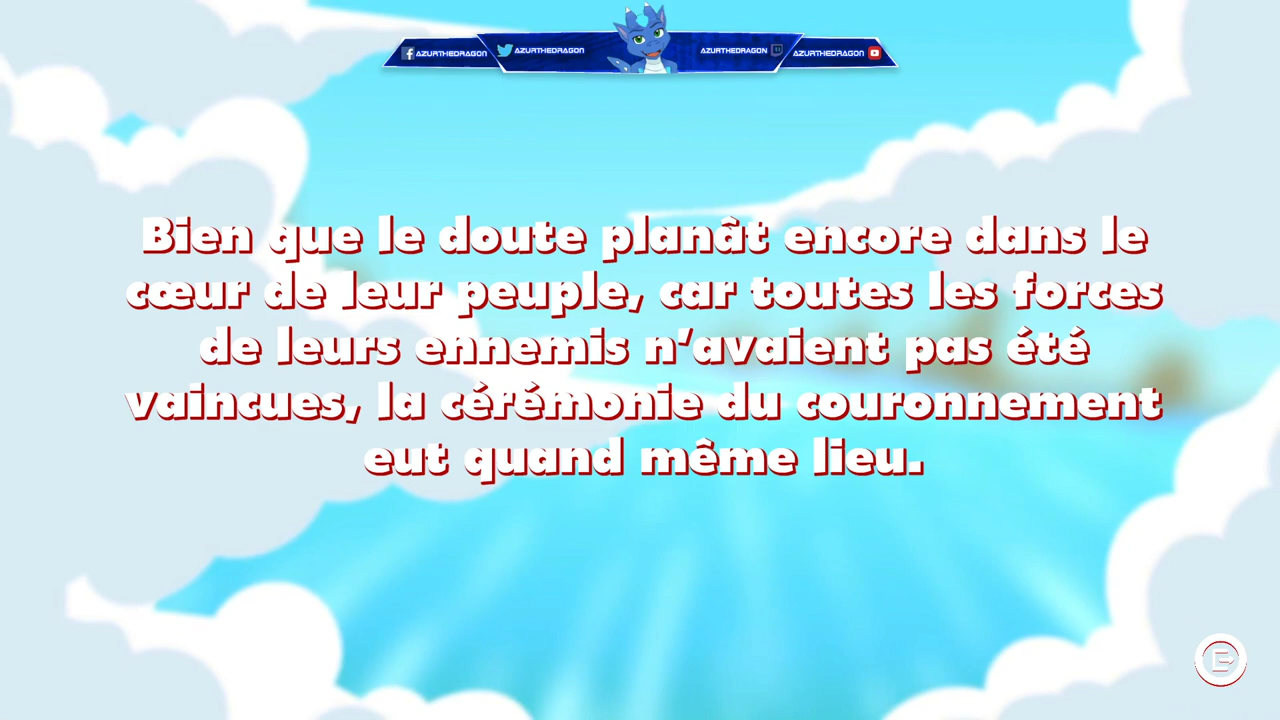 AZURTHEDRAGON AZURTHEDRAGON AZURTHEDRAGON AZURTHEDRAGON
Bien que le doute planât encore dans le
cœur de leur peuple, car toutes les forces
de leurs ennemis n’avaient pas été
vaincues, la cérémonie du couronnement
eut quand même lieu.